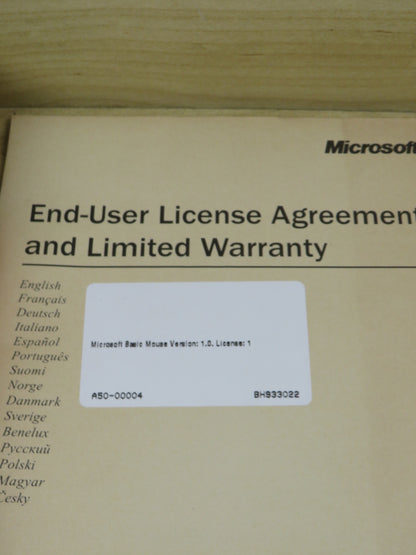 Microsoft
End-User License Agreement
and Limited Warranty
English
Français
Deutsch
Italiano
Español
Português
Suomi
Norge
Danmark
Sverige
Benelux
Русский
Polski
Magyar
Česky
Microsoft Basic Mouse Version: 1.0. License: 1
A50-00004 BH933022